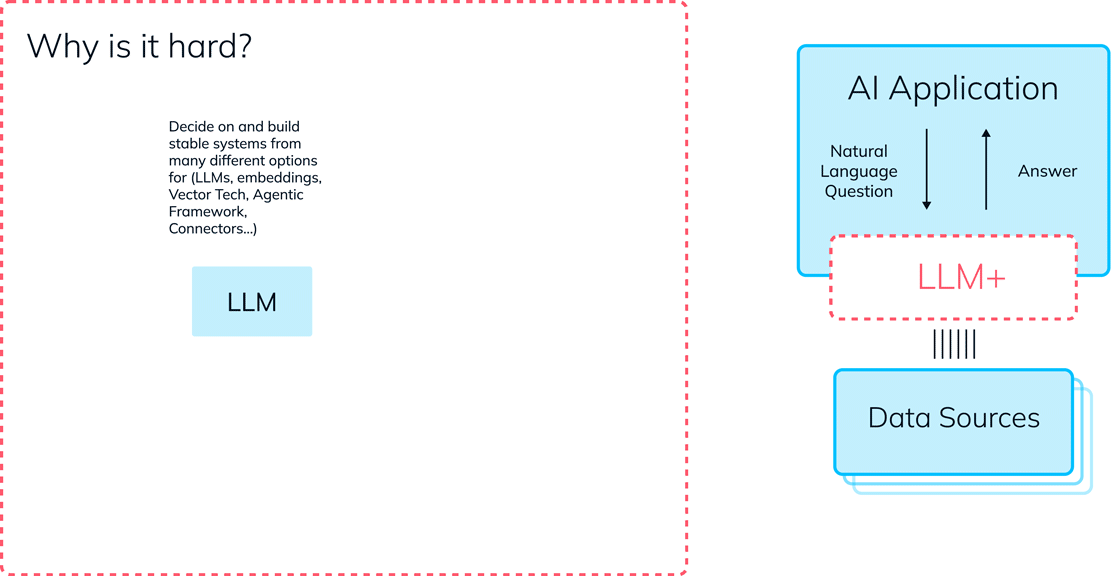 Why is it hard?
Decide on and build
stable systems from
many different options
for (LLMs, embeddings,
Vector Tech, Agentic
Framework,
Connectors...)
LLM
AI Application
Natural
Language
Question
Answer
LLM+
Data Sources